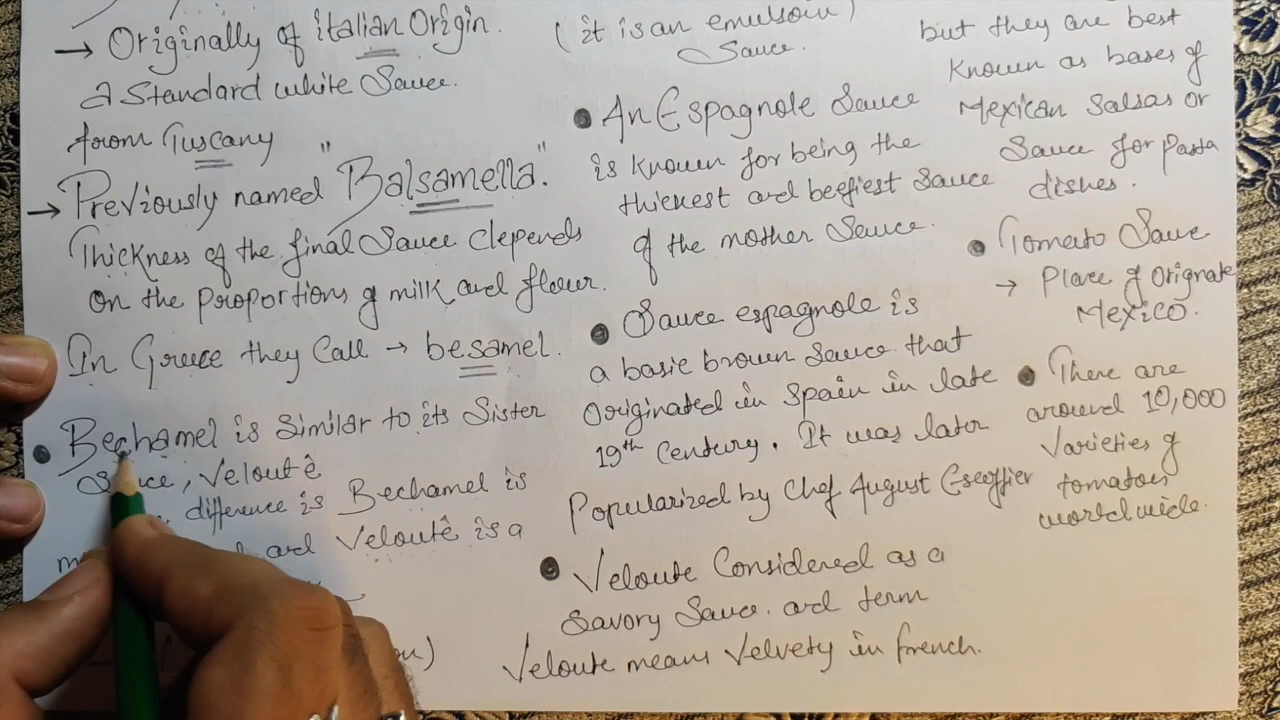 → Originally of italian Origin.
a Standard white Sauce.
from Tuscany
→ Previously named "Balsamella."
Thickness of the final Sauce depends
on the proportions of milk and flour.
In Greece they Call → besamel.
Bechamel is Similar to its Sister
Sauce, Veloutê
difference is Bechamel is
and Veloutê is a
(it is an emulsoin)
Sauce.
An Espagnole Sauce
is Known for being the
thickest and beefiest Sauce
of the mother Sauce.
Sauce espagnole is
a basic brown Sauce that
Originated in Spain in late
19th Century. It was later
Popularized by Chef August Escoffier
Veloute Considered as a
Savory Sauce. and term
Veloute means Velvety in french.
but they are best
Known as bases of
Mexican Salsas or
Sauce for pasta
dishes.
Tomato Sauce
→ Place of Orignate
Mexico.
There are
around 10,000
Varieties of
tomatoes
worldwide.